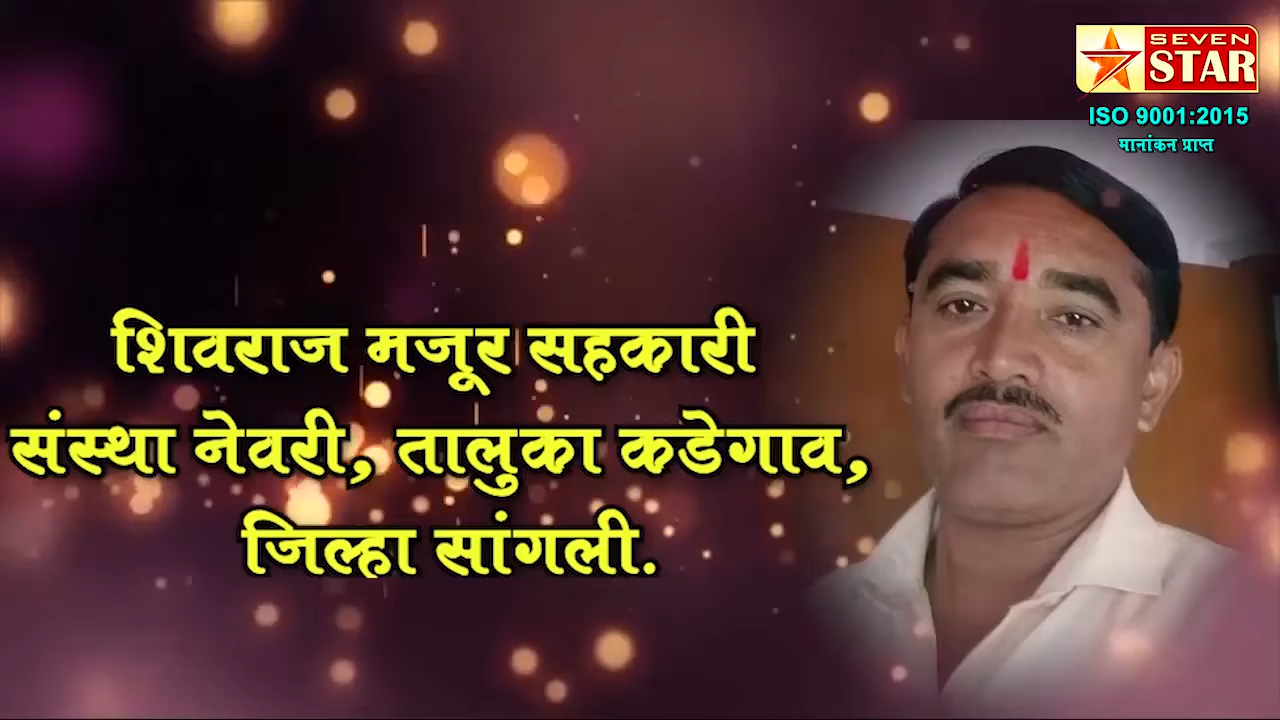 SEVEN
STAR
ISO 9001:2015
मानांकन प्राप्त
शिवराज मजूर सहकारी
संस्था नेवरी, तालुका कडेगाव,
जिल्हा सांगली.